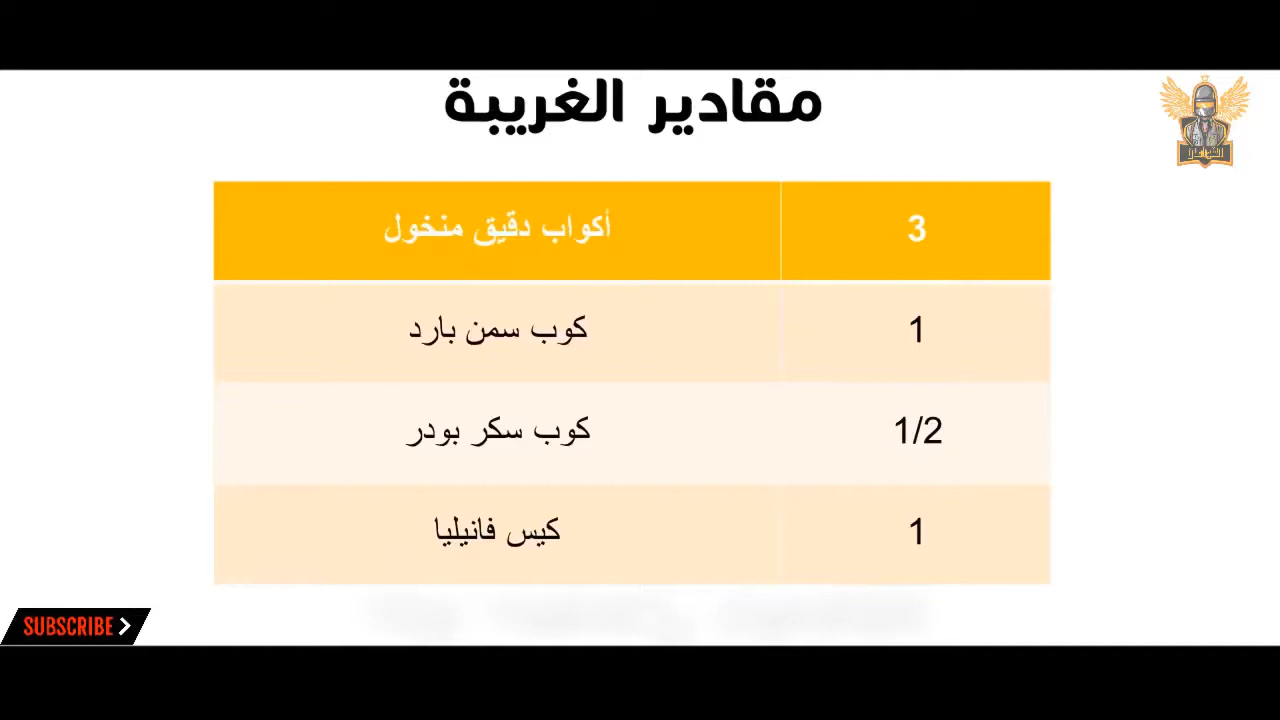 مقادير الغريبة
3 أكواب دقيق منخول
1 كوب سمن بارد
1/2 كوب سكر بودر
1 كيس فانيليا
SUBSCRIBE